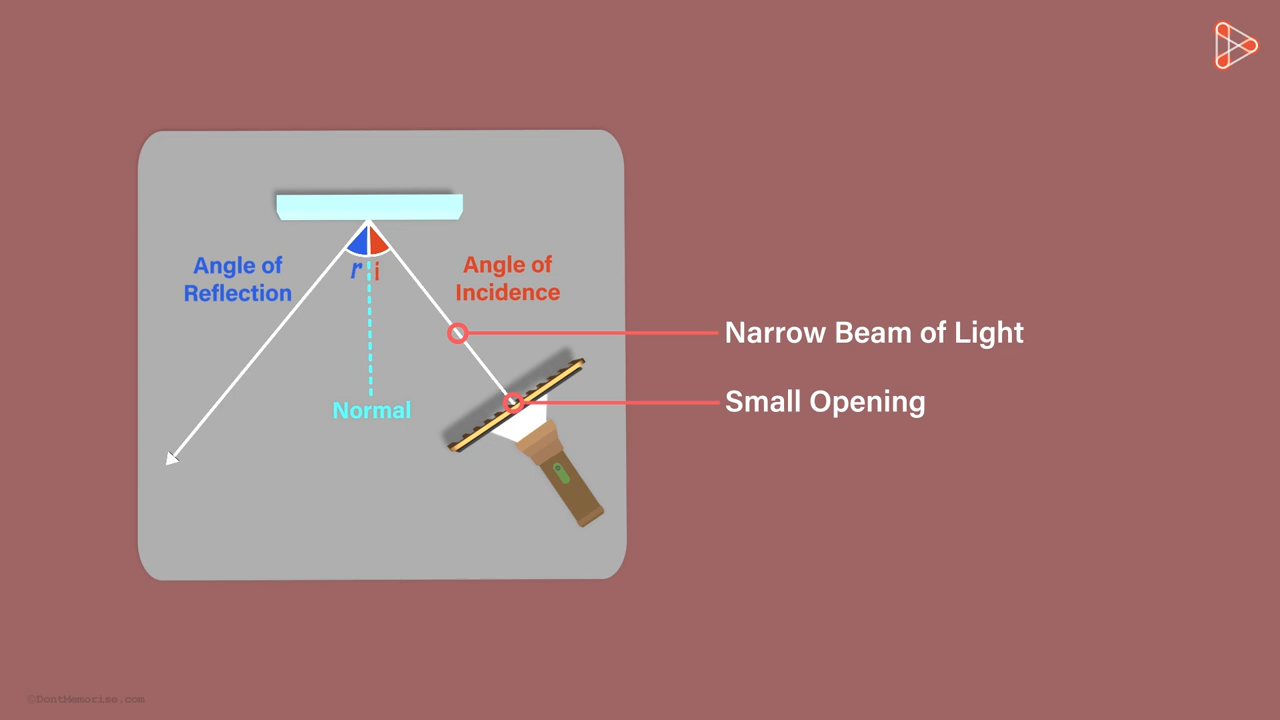 Angle of
Reflection
r i
Angle of
Incidence
Normal
Narrow Beam of Light
Small Opening
©DontMemorise.com